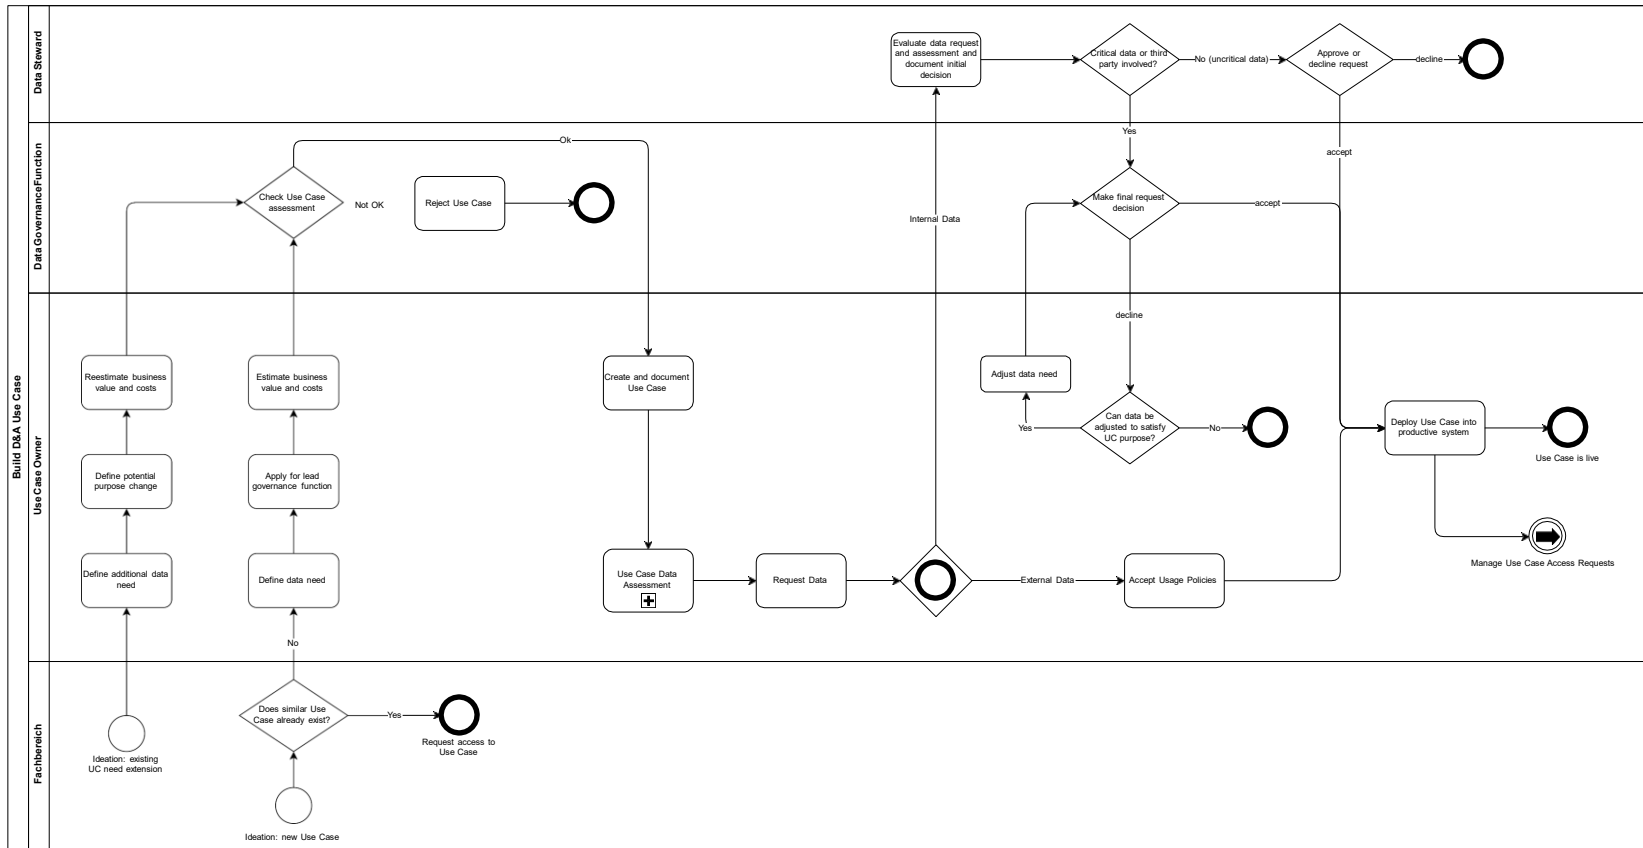 Build D&A Use Case
Data Steward
Evaluate data request
and assessment and
document initial
decision
Critical data or third
party involved?
No (uncritical data)
Approve or
decline request
decline
Data Governance Function
Ok
Check Use Case
assessment
Not OK
Reject Use Case
Internal Data
Yes
Make final request
decision
accept
accept
Use Case Owner
decline
Reestimate business
value and costs
Estimate business
value and costs
Create and document
Use Case
Adjust data need
Can data be
adjusted to satisfy
UC purpose?
Yes
No
Deploy Use Case into
productive system
Use Case is live
Define potential
purpose change
Apply for lead
governance function
Define additional data
need
Define data need
Use Case Data
Assessment
Request Data
External Data
Accept Usage Policies
Manage Use Case Access Requests
No
Fachbereich
Does similar Use
Case already exist?
Yes
Request access to
Use Case
Ideation: existing
UC need extension
Ideation: new Use Case